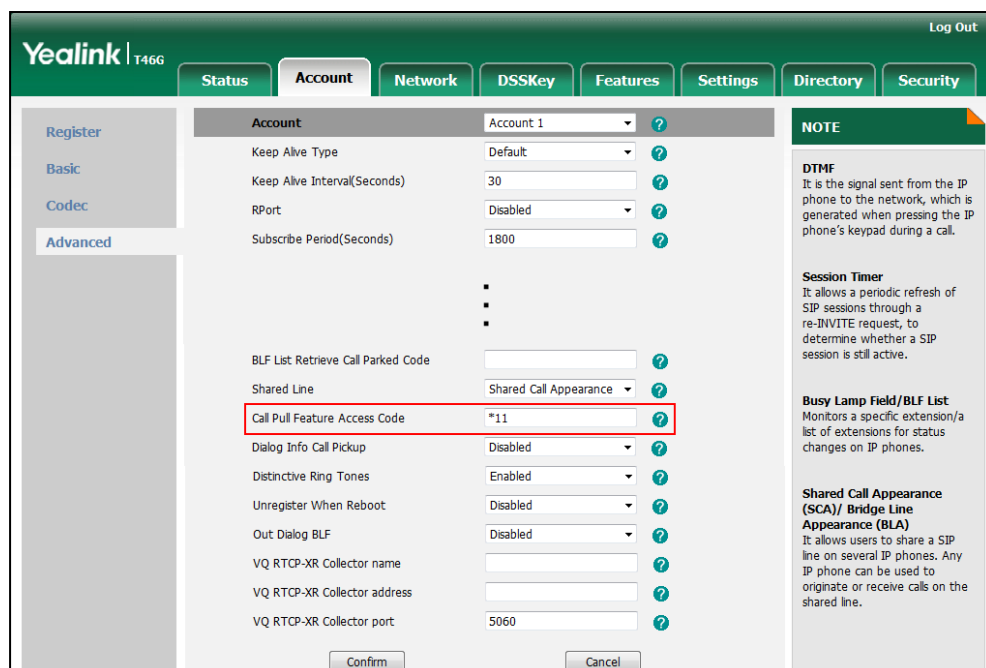 Log Out
Yealink T46G
Status Account Network DSSKey Features Settings Directory Security
Register
Basic
Codec
Advanced
Account Account 1 ?
Keep Alive Type Default ?
Keep Alive Interval(Seconds) 30 ?
RPort Disabled ?
Subscribe Period(Seconds) 1800 ?
BLF List Retrieve Call Parked Code ?
Shared Line Shared Call Appearance ?
Call Pull Feature Access Code *11 ?
Dialog Info Call Pickup Disabled ?
Distinctive Ring Tones Enabled ?
Unregister When Reboot Disabled ?
Out Dialog BLF Disabled ?
VQ RTCP-XR Collector name ?
VQ RTCP-XR Collector address ?
VQ RTCP-XR Collector port 5060 ?
Confirm Cancel
NOTE
DTMF
It is the signal sent from the IP
phone to the network, which is
generated when pressing the IP
phone's keypad during a call.
Session Timer
It allows a periodic refresh of
SIP sessions through a
re-INVITE request, to
determine whether a SIP
session is still active.
Busy Lamp Field/BLF List
Monitors a specific extension/a
list of extensions for status
changes on IP phones.
Shared Call Appearance
(SCA)/ Bridge Line
Appearance (BLA)
It allows users to share a SIP
line on several IP phones. Any
IP phone can be used to
originate or receive calls on the
shared line.